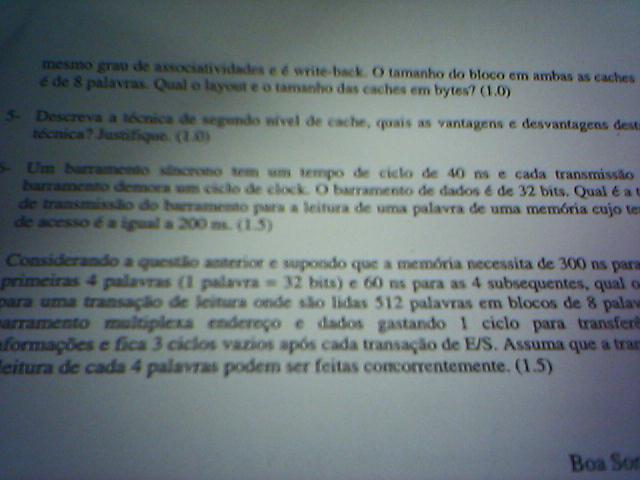 mesmo grau de associatividades e é write-back. O tamanho do bloco em ambas as caches
é de 8 palavras. Qual o layout e o tamanho das caches em bytes? (1.0)
5- Descreva a técnica de segundo nível de cache, quais as vantagens e desvantagens dest
técnica? Justifique. (1.0)
6- Um barramento síncrono tem um tempo de ciclo de 40 ns e cada transmissão
barramento demora um ciclo de clock. O barramento de dados é de 32 bits. Qual é a t
de transmissão do barramento para a leitura de uma palavra de uma memória cujo te
de acesso é a igual a 200 ns. (1.5)
Considerando a questão anterior e supondo que a memória necessita de 300 ns para
primeiras 4 palavras (1 palavra = 32 bits) e 60 ns para as 4 subsequentes, qual o
para uma transação de leitura onde são lidas 512 palavras em blocos de 8 palav
barramento multiplexa endereço e dados gastando 1 ciclo para transferê
nformações e fica 3 ciclos vazios após cada transação de E/S. Assuma que a tran
leitura de cada 4 palavras podem ser feitas concorrentemente. (1.5)
Boa Sor